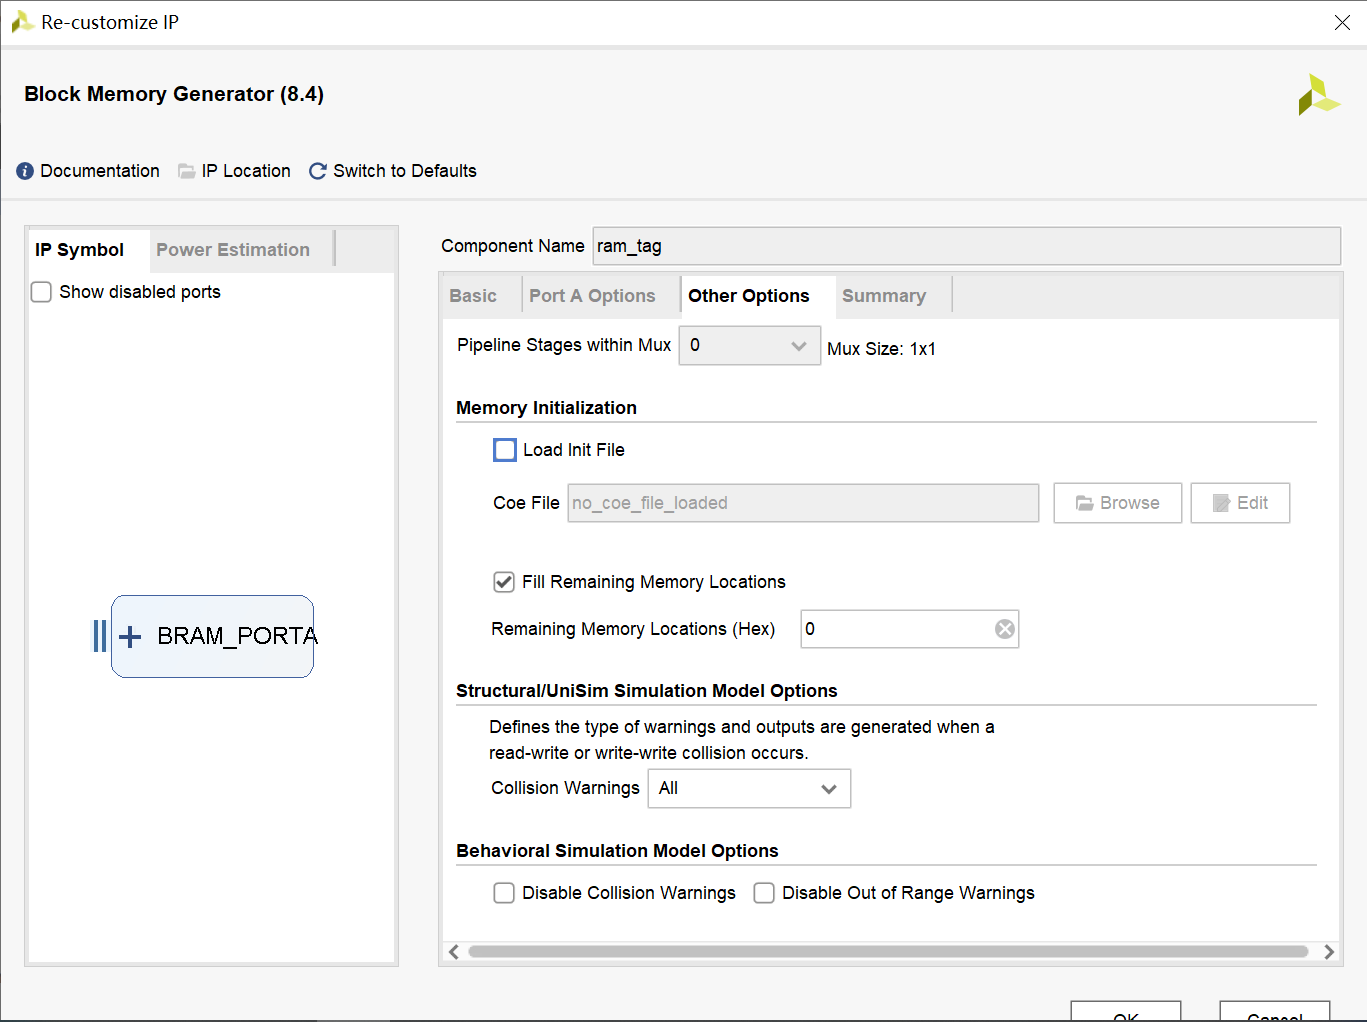 Re-customize IP
Block Memory Generator (8.4)
Documentation IP Location Switch to Defaults
IP Symbol Power Estimation
Show disabled ports
BRAM_PORTA
Component Name ram_tag
Basic Port A Options Other Options Summary
Pipeline Stages within Mux 0 Mux Size: 1x1
Memory Initialization
Load Init File
Coe File no_coe_file_loaded Browse Edit
Fill Remaining Memory Locations
Remaining Memory Locations (Hex) 0
Structural/UniSim Simulation Model Options
Defines the type of warnings and outputs are generated when a
read-write or write-write collision occurs.
Collision Warnings All
Behavioral Simulation Model Options
Disable Collision Warnings Disable Out of Range Warnings
OK Cancel